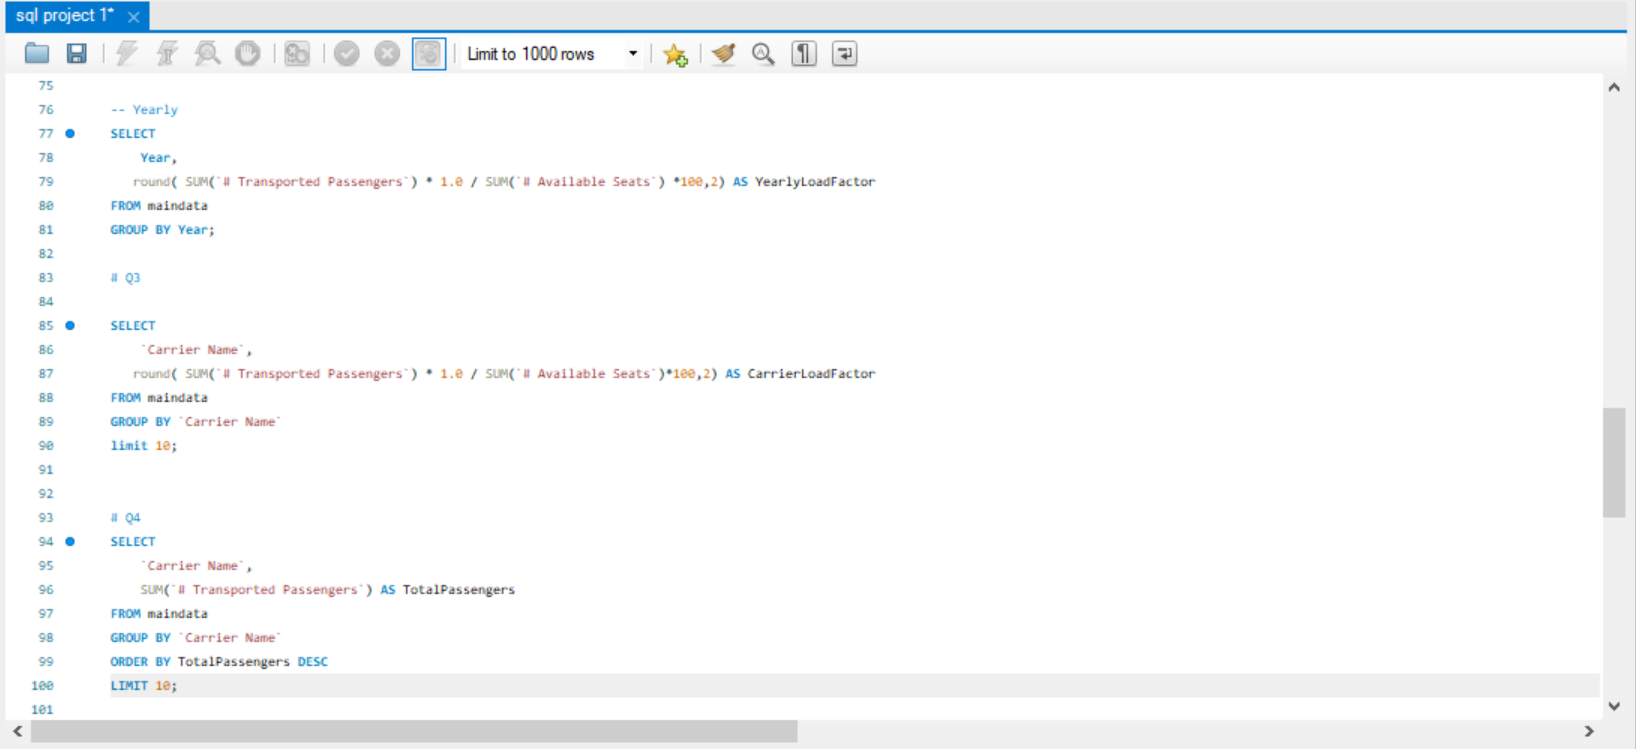 sql project 1*
Limit to 1000 rows
75
76 -- Yearly
77 SELECT
78 Year,
79 round( SUM(`# Transported Passengers`) * 1.0 / SUM(`# Available Seats`) *100,2) AS YearlyLoadFactor
80 FROM maindata
81 GROUP BY Year;
82
83 # Q3
84
85 SELECT
86 `Carrier Name`,
87 round( SUM(`# Transported Passengers`) * 1.0 / SUM(`# Available Seats`)*100,2) AS CarrierLoadFactor
88 FROM maindata
89 GROUP BY `Carrier Name`
90 limit 10;
91
92
93 # Q4
94 SELECT
95 `Carrier Name`,
96 SUM(`# Transported Passengers`) AS TotalPassengers
97 FROM maindata
98 GROUP BY `Carrier Name`
99 ORDER BY TotalPassengers DESC
100 LIMIT 10;
101